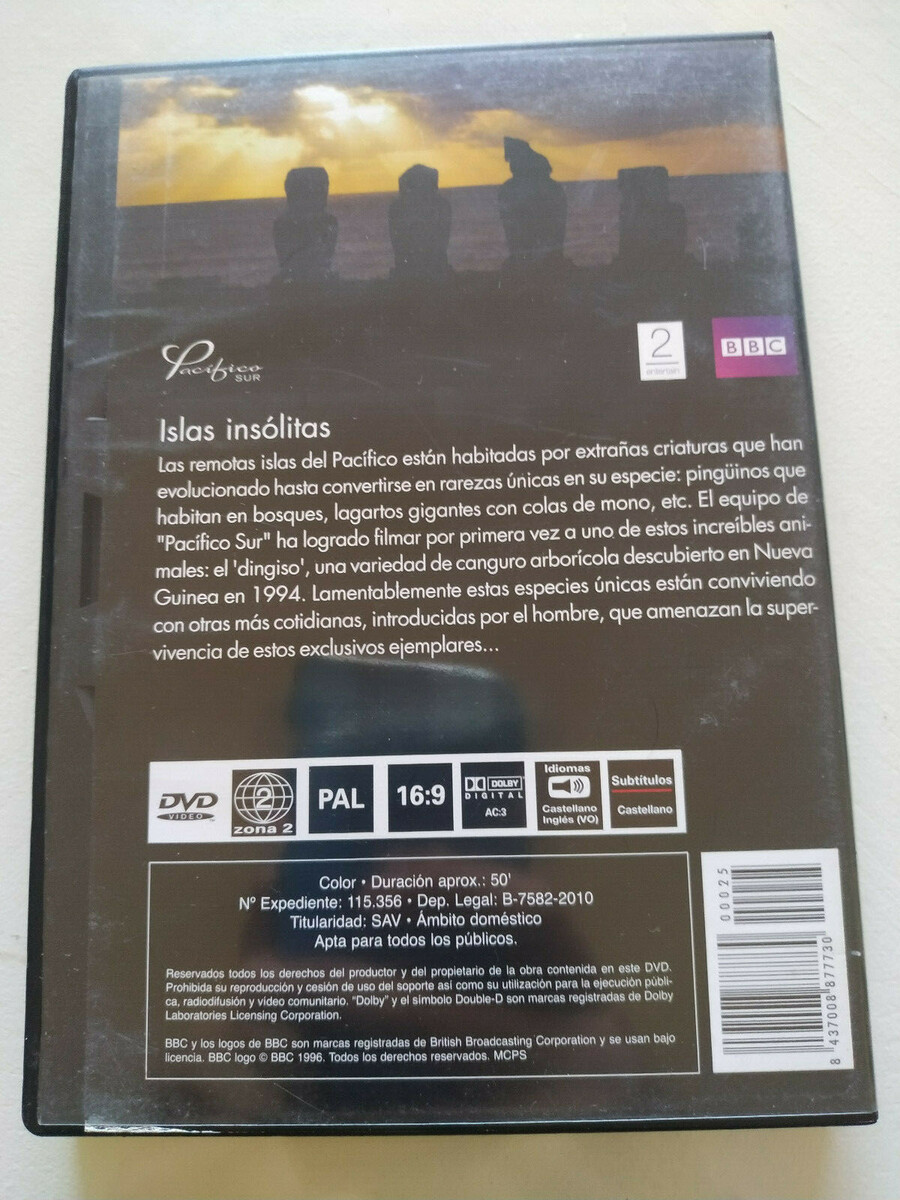 Pacífico
SUR
2
entertain
BBC
Islas insólitas
Las remotas islas del Pacífico están habitadas por extrañas criaturas que han
evolucionado hasta convertirse en rarezas únicas en su especie: pingüinos que
habitan en bosques, lagartos gigantes con colas de mono, etc. El equipo de
"Pacífico Sur" ha logrado filmar por primera vez a uno de estos increíbles ani-
males: el 'dingiso', una variedad de canguro arborícola descubierto en Nueva
Guinea en 1994. Lamentablemente estas especies únicas están conviviendo
con otras más cotidianas, introducidas por el hombre, que amenazan la super-
vivencia de estos exclusivos ejemplares...
DVD
VIDEO
2
zona 2
PAL
16:9
DOLBY
DIGITAL
AC:3
Idiomas
Castellano
Inglés (VO)
Subtítulos
Castellano
Color • Duración aprox.: 50'
Nº Expediente: 115.356 • Dep. Legal: B-7582-2010
Titularidad: SAV • Ámbito doméstico
Apta para todos los públicos.
Reservados todos los derechos del productor y del propietario de la obra contenida en este DVD.
Prohibida su reproducción y cesión de uso del soporte así como su utilización para la ejecución públi-
ca, radiodifusión y vídeo comunitario. "Dolby" y el símbolo Double-D son marcas registradas de Dolby
Laboratories Licensing Corporation.
BBC y los logos de BBC son marcas registradas de British Broadcasting Corporation y se usan bajo
licencia. BBC logo © BBC 1996. Todos los derechos reservados. MCPS
00025
8 437008 877730